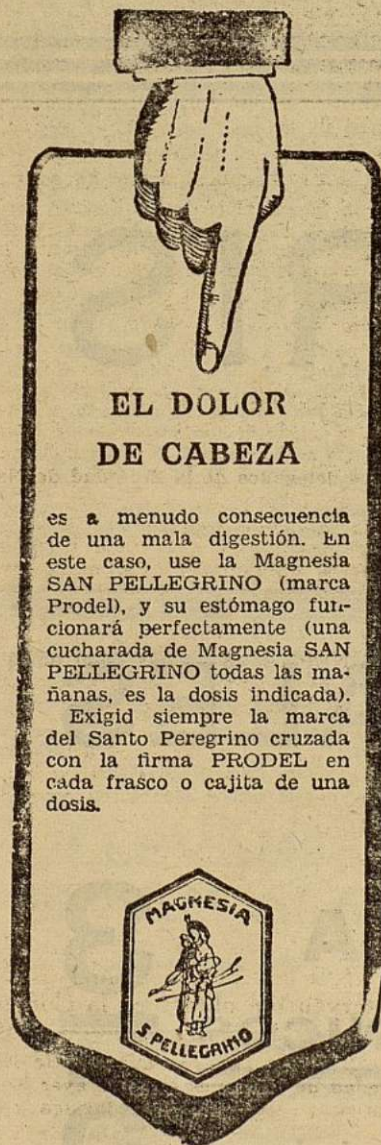 EL DOLOR
DE CABEZA
es a menudo consecuencia
de una mala digestión. En
este caso, use la Magnesia
SAN PELLEGRINO (marca
Prodel), y su estómago fun-
cionará perfectamente (una
cucharada de Magnesia SAN
PELLEGRINO todas las ma-
ñanas, es la dosis indicada).
Exigid siempre la marca
del Santo Peregrino cruzada
con la firma PRODEL en
cada frasco o cajita de una
dosis.
MAGNESIA
S. PELLEGRINO